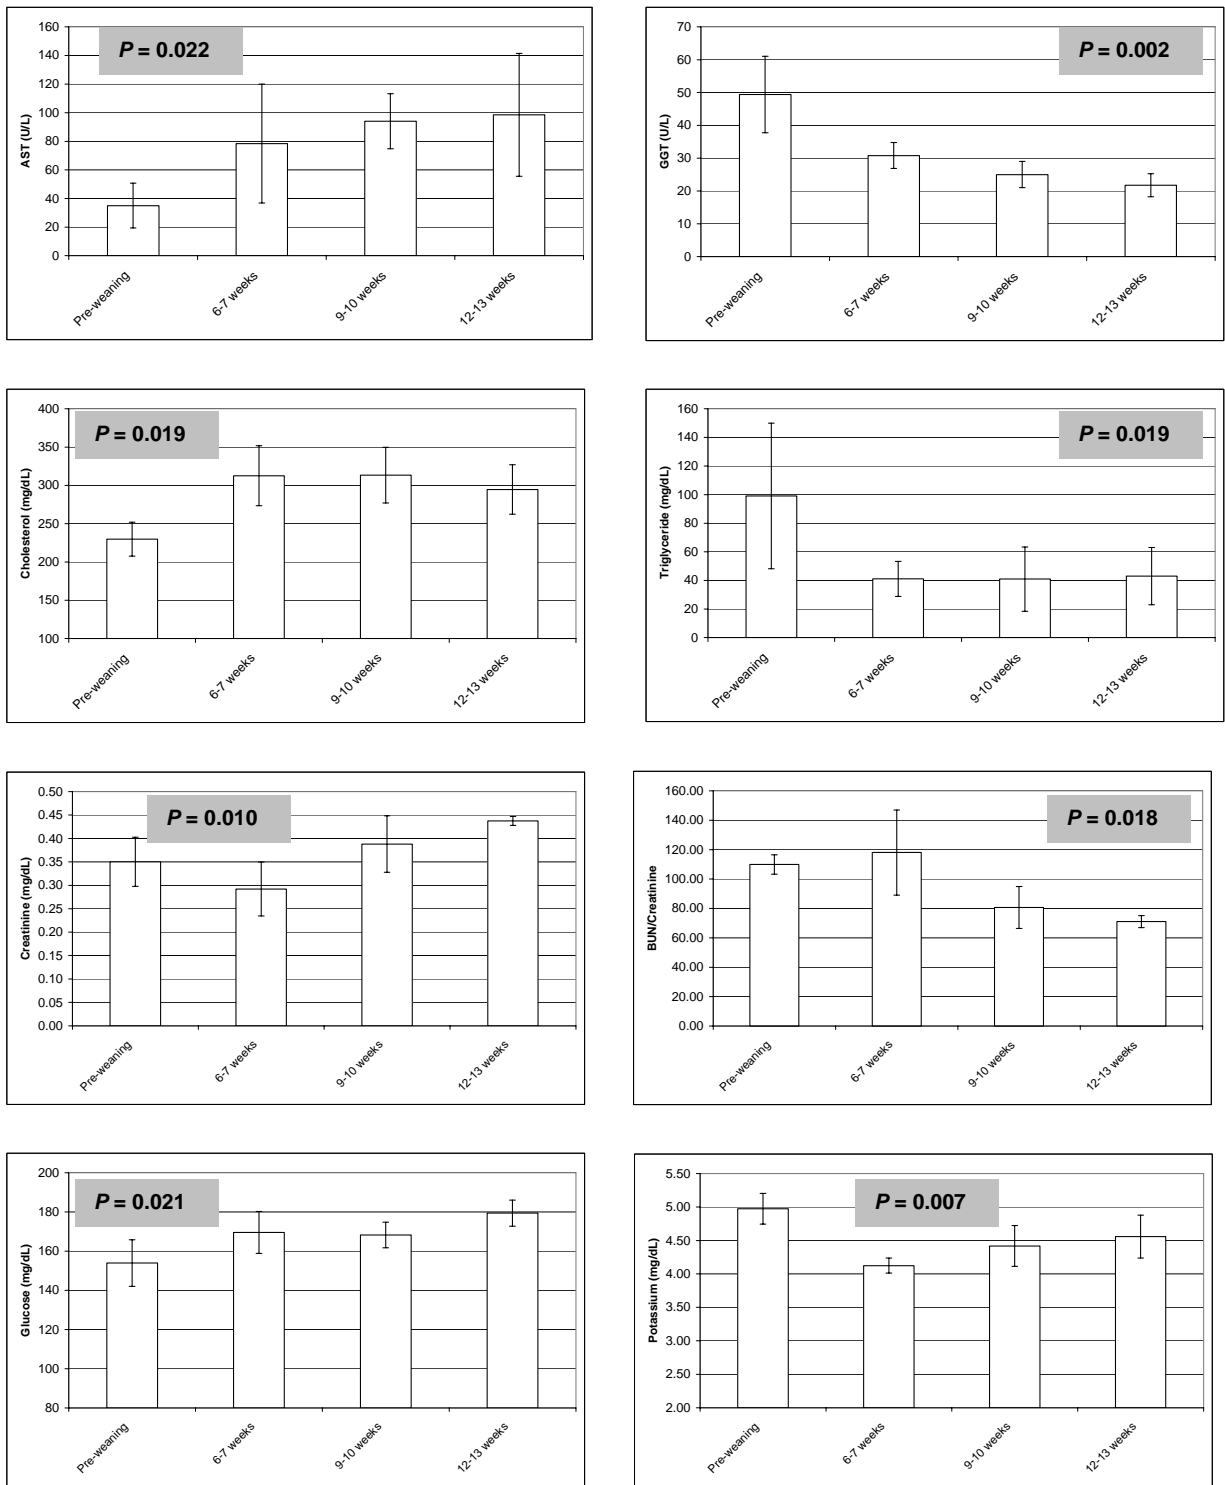 P = 0.022
AST (U/L)
160
140
120
100
80
60
40
20
0
Pre-weaning
6-7 weeks
9-10 weeks
12-13 weeks
P = 0.002
GGT (U/L)
70
60
50
40
30
20
10
0
Pre-weaning
6-7 weeks
9-10 weeks
12-13 weeks
P = 0.019
Cholesterol (mg/dL)
400
350
300
250
200
150
100
Pre-weaning
6-7 weeks
9-10 weeks
12-13 weeks
P = 0.019
Triglyceride (mg/dL)
160
140
120
100
80
60
40
20
0
Pre-weaning
6-7 weeks
9-10 weeks
12-13 weeks
P = 0.010
Creatinine (mg/dL)
0.50
0.45
0.40
0.35
0.30
0.25
0.20
0.15
0.10
0.05
0.00
Pre-weaning
6-7 weeks
9-10 weeks
12-13 weeks
P = 0.018
BUN/Creatinine
160.00
140.00
120.00
100.00
80.00
60.00
40.00
20.00
0.00
Pre-weaning
6-7 weeks
9-10 weeks
12-13 weeks
P = 0.021
Glucose (mg/dL)
200
180
160
140
120
100
80
Pre-weaning
6-7 weeks
9-10 weeks
12-13 weeks
P = 0.007
Potassium (mg/dL)
5.50
5.00
4.50
4.00
3.50
3.00
2.50
2.00
Pre-weaning
6-7 weeks
9-10 weeks
12-13 weeks